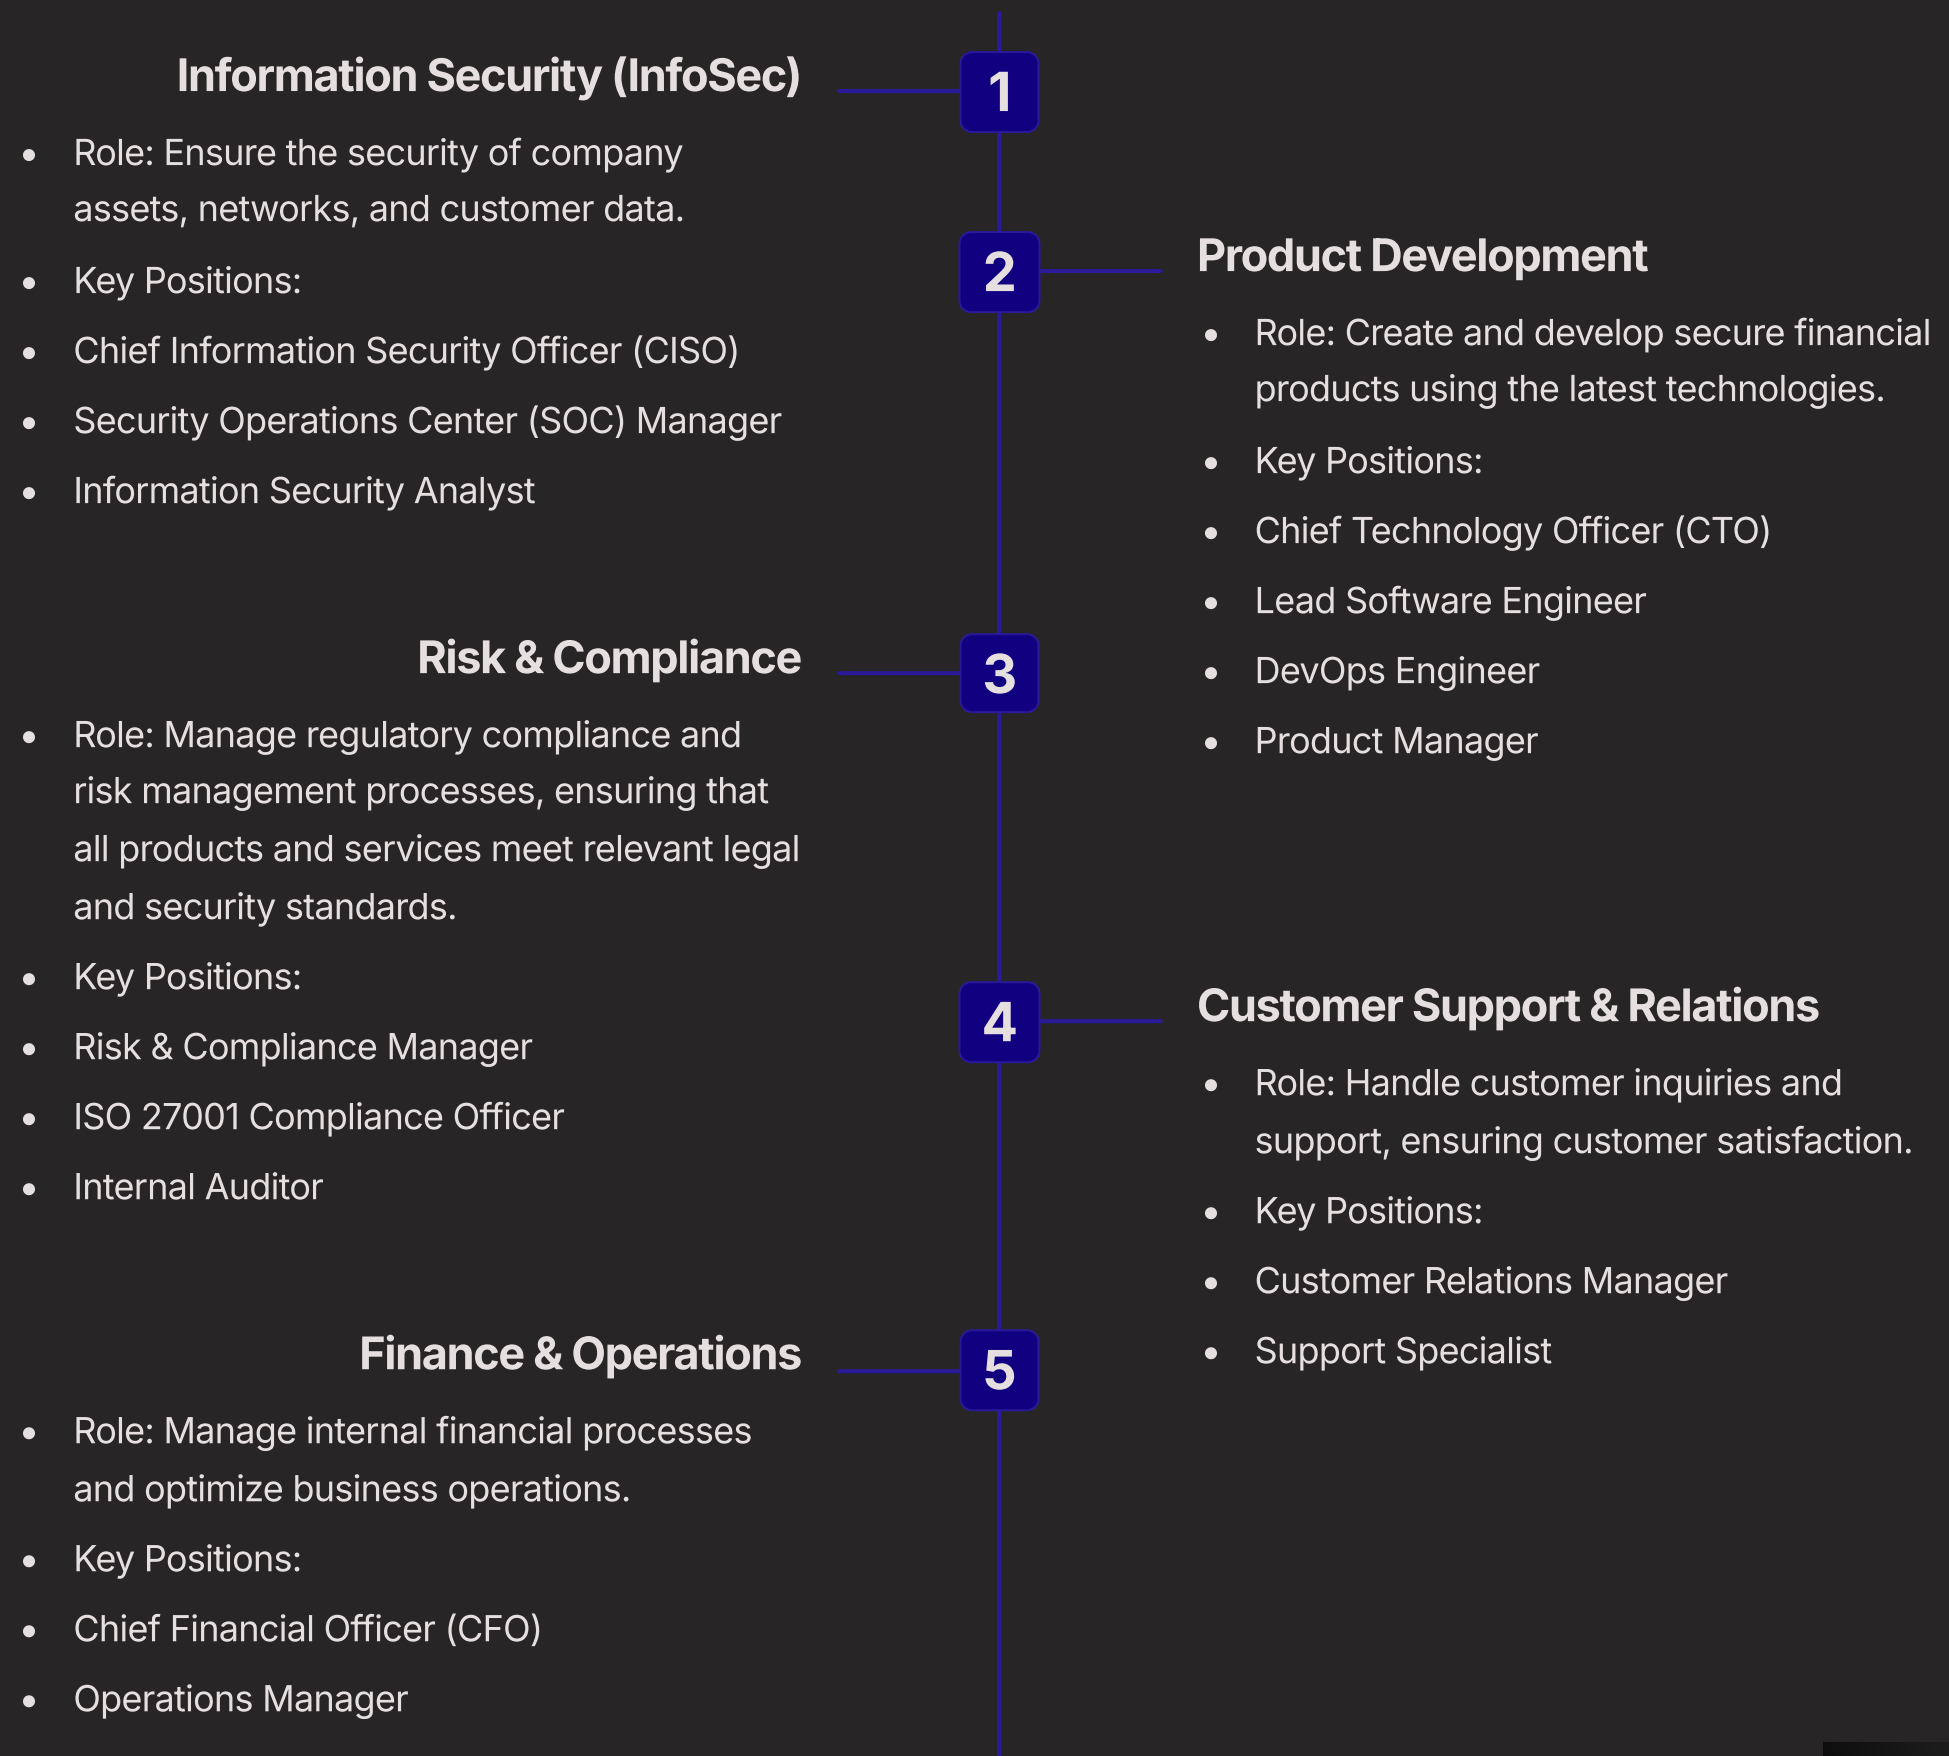 Information Security (InfoSec)
1
• Role: Ensure the security of company
assets, networks, and customer data.
• Key Positions:
• Chief Information Security Officer (CISO)
• Security Operations Center (SOC) Manager
• Information Security Analyst
2
Product Development
• Role: Create and develop secure financial
products using the latest technologies.
• Key Positions:
• Chief Technology Officer (CTO)
• Lead Software Engineer
• DevOps Engineer
• Product Manager
Risk & Compliance
3
• Role: Manage regulatory compliance and
risk management processes, ensuring that
all products and services meet relevant legal
and security standards.
• Key Positions:
• Risk & Compliance Manager
• ISO 27001 Compliance Officer
• Internal Auditor
4
Customer Support & Relations
• Role: Handle customer inquiries and
support, ensuring customer satisfaction.
• Key Positions:
• Customer Relations Manager
• Support Specialist
Finance & Operations
5
• Role: Manage internal financial processes
and optimize business operations.
• Key Positions:
• Chief Financial Officer (CFO)
• Operations Manager